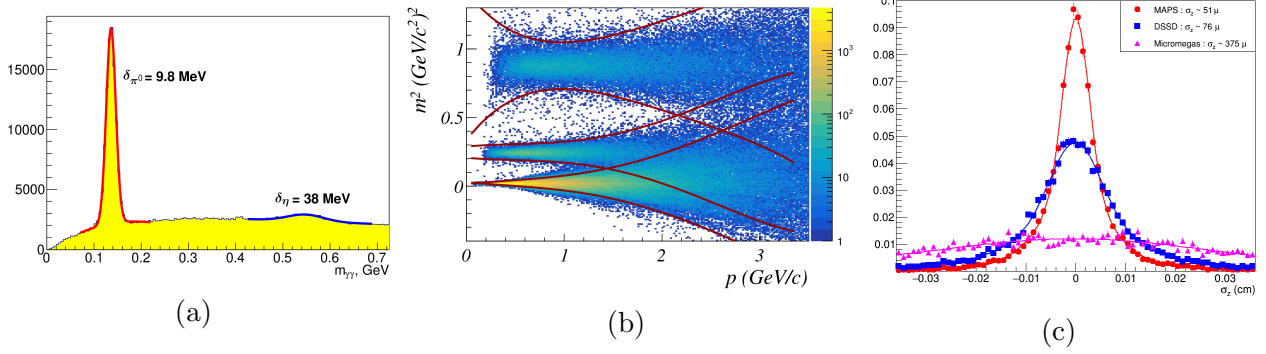 15000
10000
5000
0
δπ⁰ = 9.8 MeV
δη = 38 MeV
0 0.1 0.2 0.3 0.4 0.5 0.6 0.7
mγγ, GeV
(a)
m² (GeV/c²)²
1
0.5
0
0 1 2 3
p (GeV/c)
10³
10²
10
1
(b)
0.1
0.09
0.08
0.07
0.06
0.05
0.04
0.03
0.02
0.01
MAPS : σz ~ 51 μ
DSSD : σz ~ 76 μ
Micromegas : σz ~ 375 μ
−0.03 −0.02 −0.01 0 0.01 0.02 0.03
σz (cm)
(c)